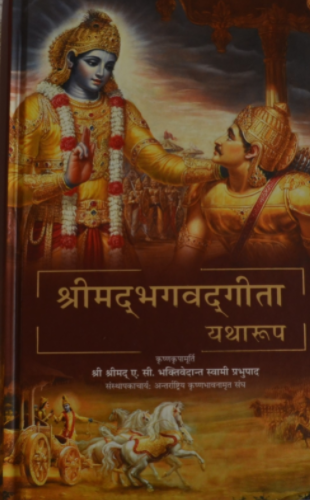 श्रीमद्भगवद्गीता
यथारूप
कृष्णकृपामूर्ति
श्री श्रीमद् ए. सी. भक्तिवेदान्त स्वामी प्रभुपाद
संस्थापकाचार्य: अन्तर्राष्ट्रीय कृष्णभावनामृत संघ